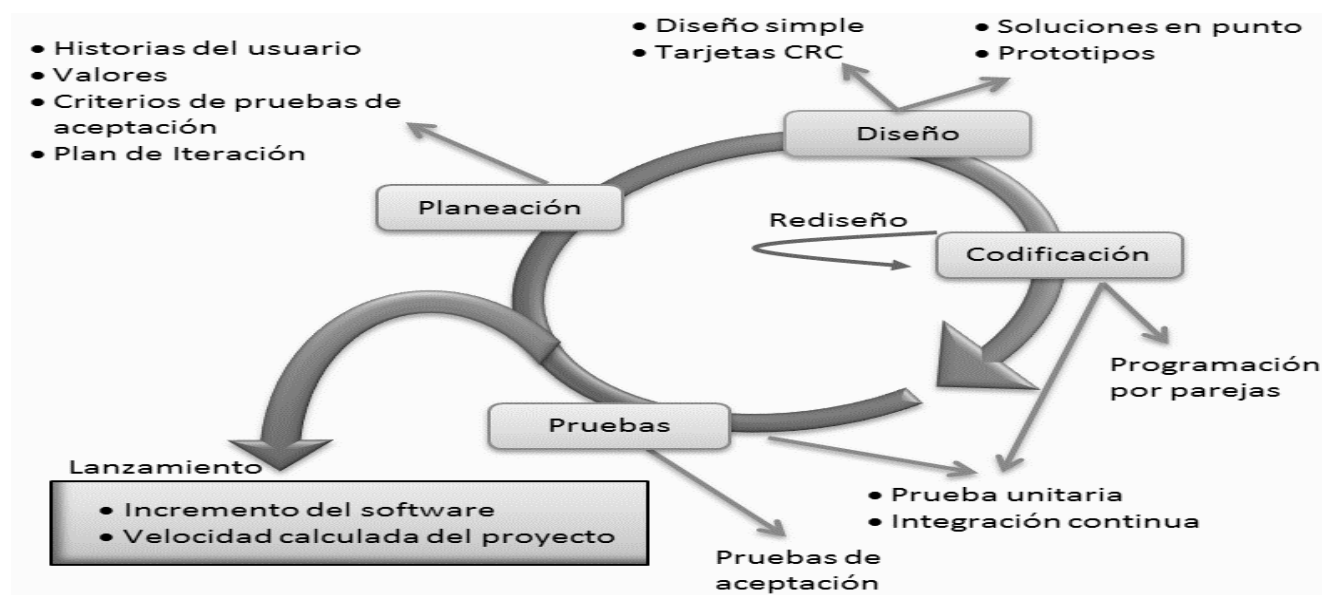 • Historias del usuario
• Valores
• Criterios de pruebas de
aceptación
• Plan de Iteración
• Diseño simple
• Tarjetas CRC
• Soluciones en punto
• Prototipos
Diseño
Planeación
Rediseño
Codificación
Programación
por parejas
Pruebas
Lanzamiento
• Incremento del software
• Velocidad calculada del proyecto
• Prueba unitaria
• Integración continua
Pruebas de
aceptación